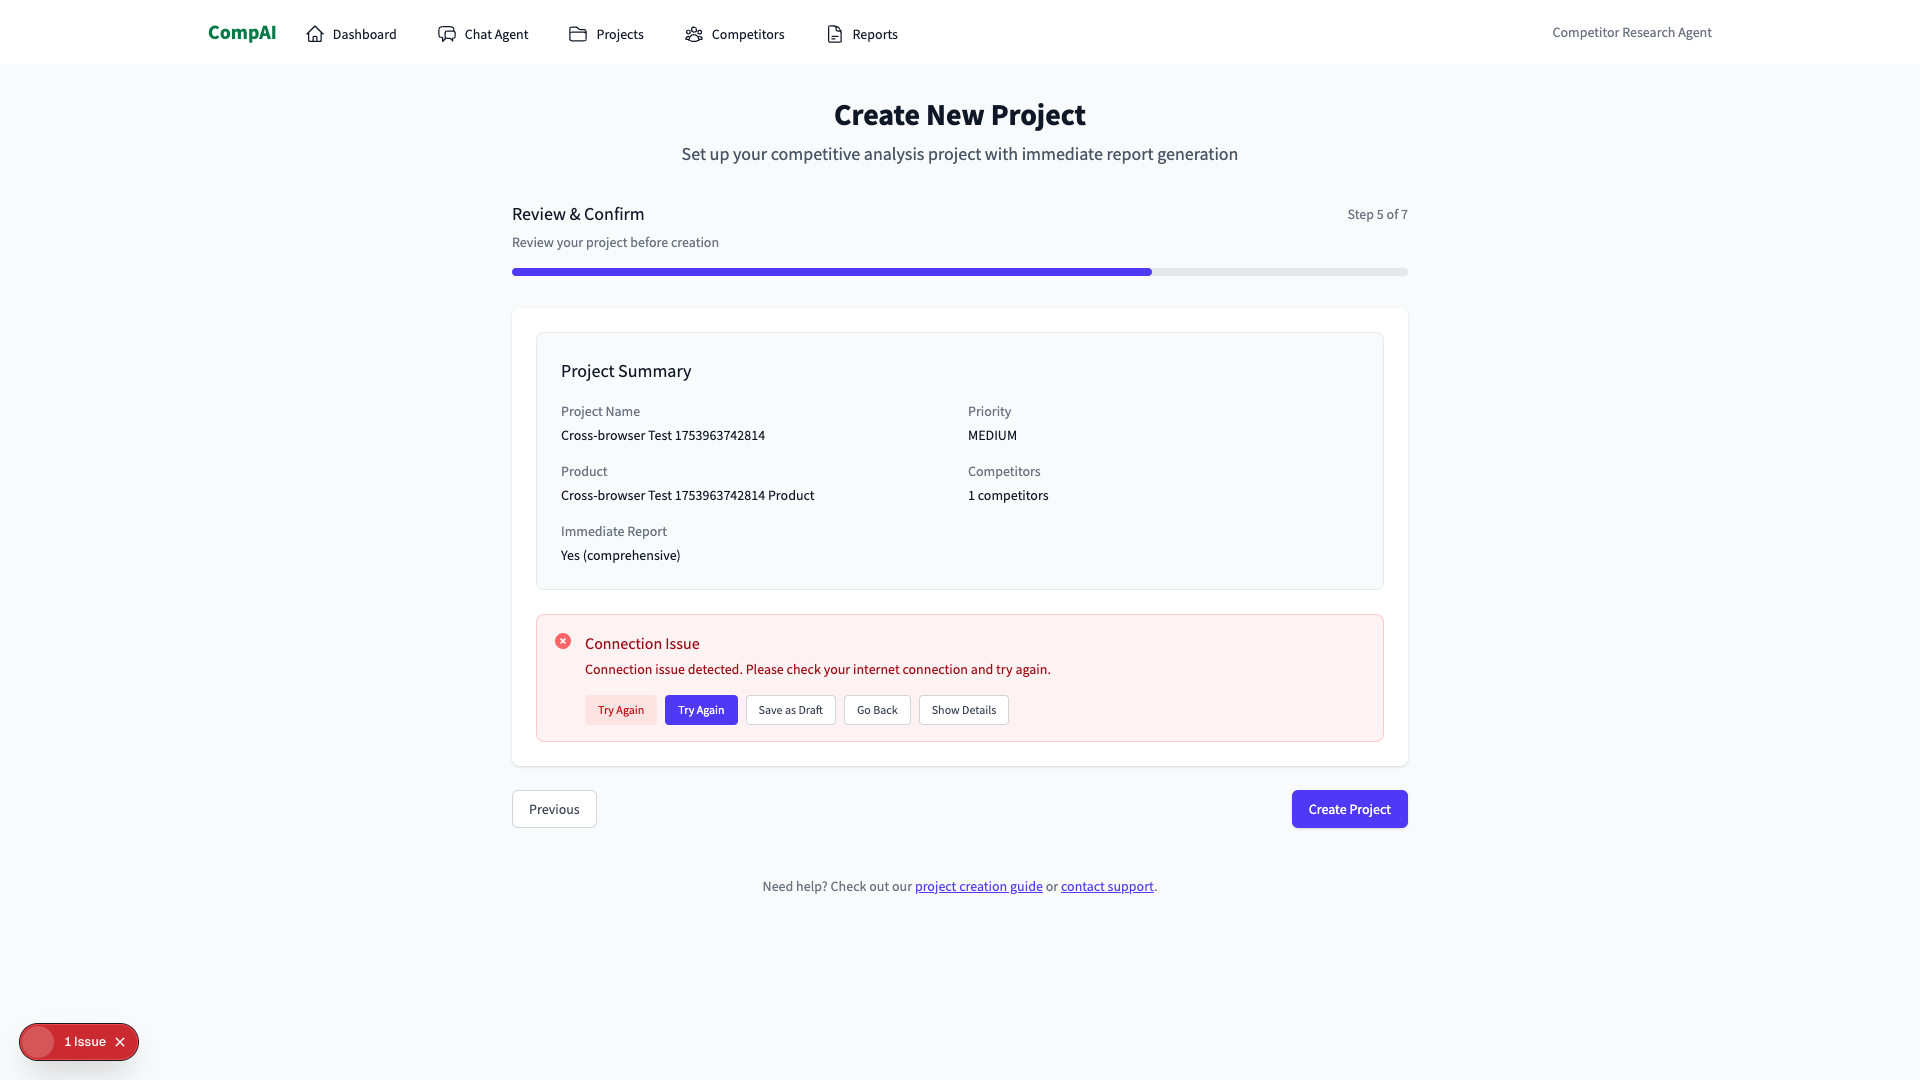 CompAI
Dashboard
Chat Agent
Projects
Competitors
Reports
Competitor Research Agent
Create New Project
Set up your competitive analysis project with immediate report generation
Review & Confirm
Step 5 of 7
Review your project before creation
Project Summary
Project Name
Cross-browser Test 1753963742814
Priority
MEDIUM
Product
Cross-browser Test 1753963742814 Product
Competitors
1 competitors
Immediate Report
Yes (comprehensive)
Connection Issue
Connection issue detected. Please check your internet connection and try again.
Try Again
Try Again
Save as Draft
Go Back
Show Details
Previous
Create Project
Need help? Check out our project creation guide or contact support.
1 Issue